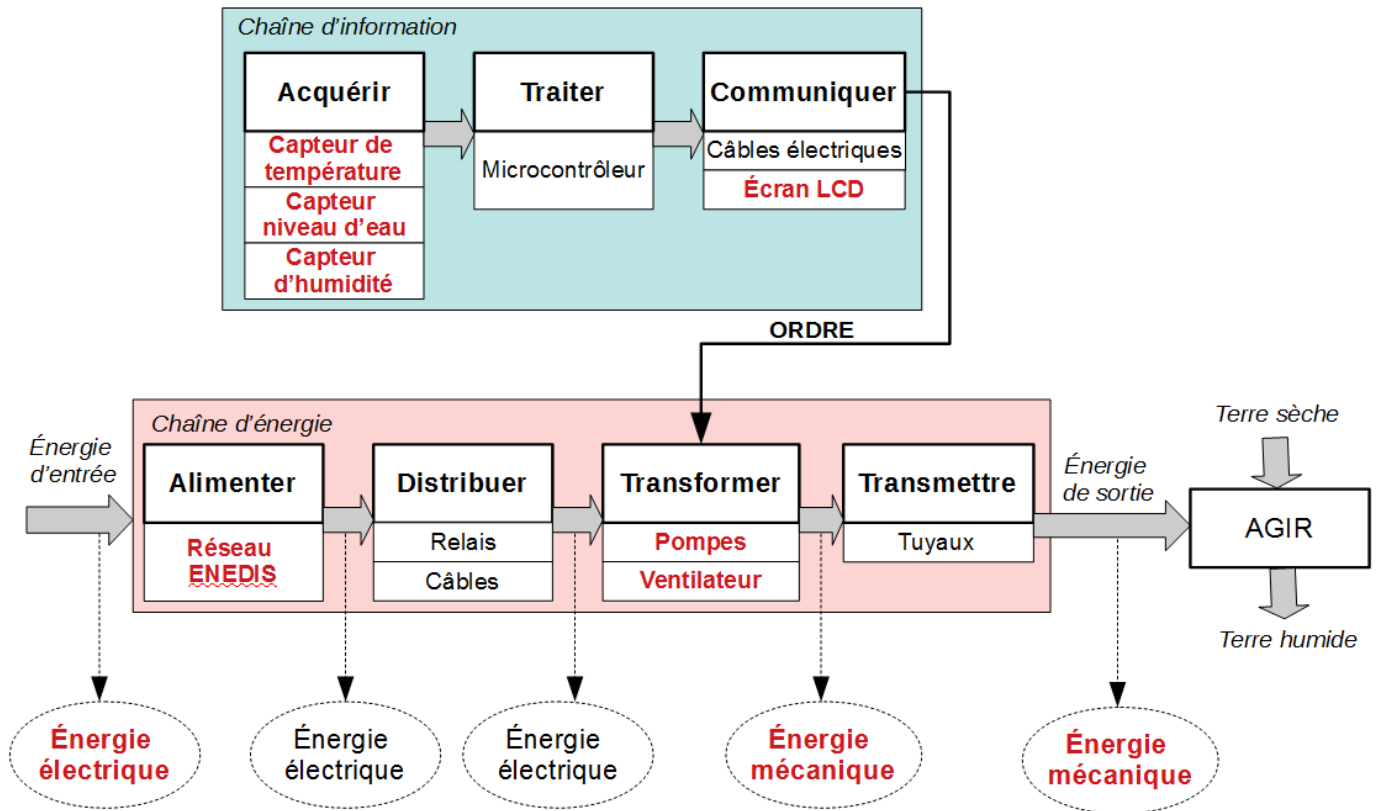 Chaîne d'information
Acquérir
Traiter
Communiquer
Capteur de
température
Capteur
niveau d'eau
Capteur
d'humidité
Microcontrôleur
Câbles électriques
Écran LCD
ORDRE
Chaîne d'énergie
Énergie
d'entrée
Alimenter
Distribuer
Transformer
Transmettre
Réseau
ENEDIS
Relais
Câbles
Pompes
Ventilateur
Tuyaux
Énergie
de sortie
Terre sèche
AGIR
Terre humide
Énergie
électrique
Énergie
électrique
Énergie
électrique
Énergie
mécanique
Énergie
mécanique